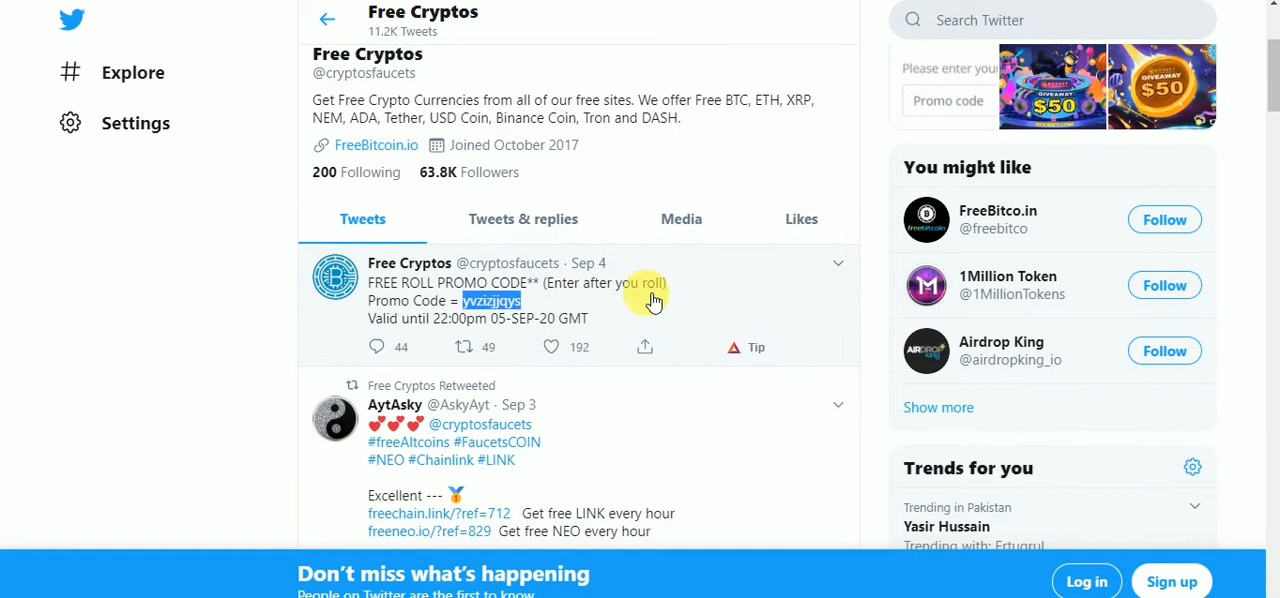 Free Cryptos
11.2K Tweets
Explore
Settings
Free Cryptos
@cryptosfaucets
Get Free Crypto Currencies from all of our free sites. We offer Free BTC, ETH, XRP,
NEM, ADA, Tether, USD Coin, Binance Coin, Tron and DASH.
FreeBitcoin.io Joined October 2017
200 Following 63.8K Followers
Tweets Tweets & replies Media Likes
Free Cryptos @cryptosfaucets · Sep 4
FREE ROLL PROMO CODE** (Enter after you roll)
Promo Code = yvzizjjqys
Valid until 22:00pm 05-SEP-20 GMT
44 49 192 Tip
Free Cryptos Retweeted
AytAsky @AskyAyt · Sep 3
@cryptosfaucets
#freeAltcoins #FaucetsCOIN
#NEO #Chainlink #LINK
Excellent ---
freechain.link/?ref=712 Get free LINK every hour
freeneo.io/?ref=829 Get free NEO every hour
Search Twitter
Please enter your
Promo code
GIVEAWAY
$50
GIVEAWAY
$50
You might like
FreeBitco.in
@freebitco
Follow
1Million Token
@1MillionTokens
Follow
AIRDROP
Airdrop King
@airdropking_io
Follow
Show more
Trends for you
Trending in Pakistan
Yasir Hussain
Trending with: Ertugrul
Don't miss what's happening
People on Twitter are the first to know.
Log in Sign up